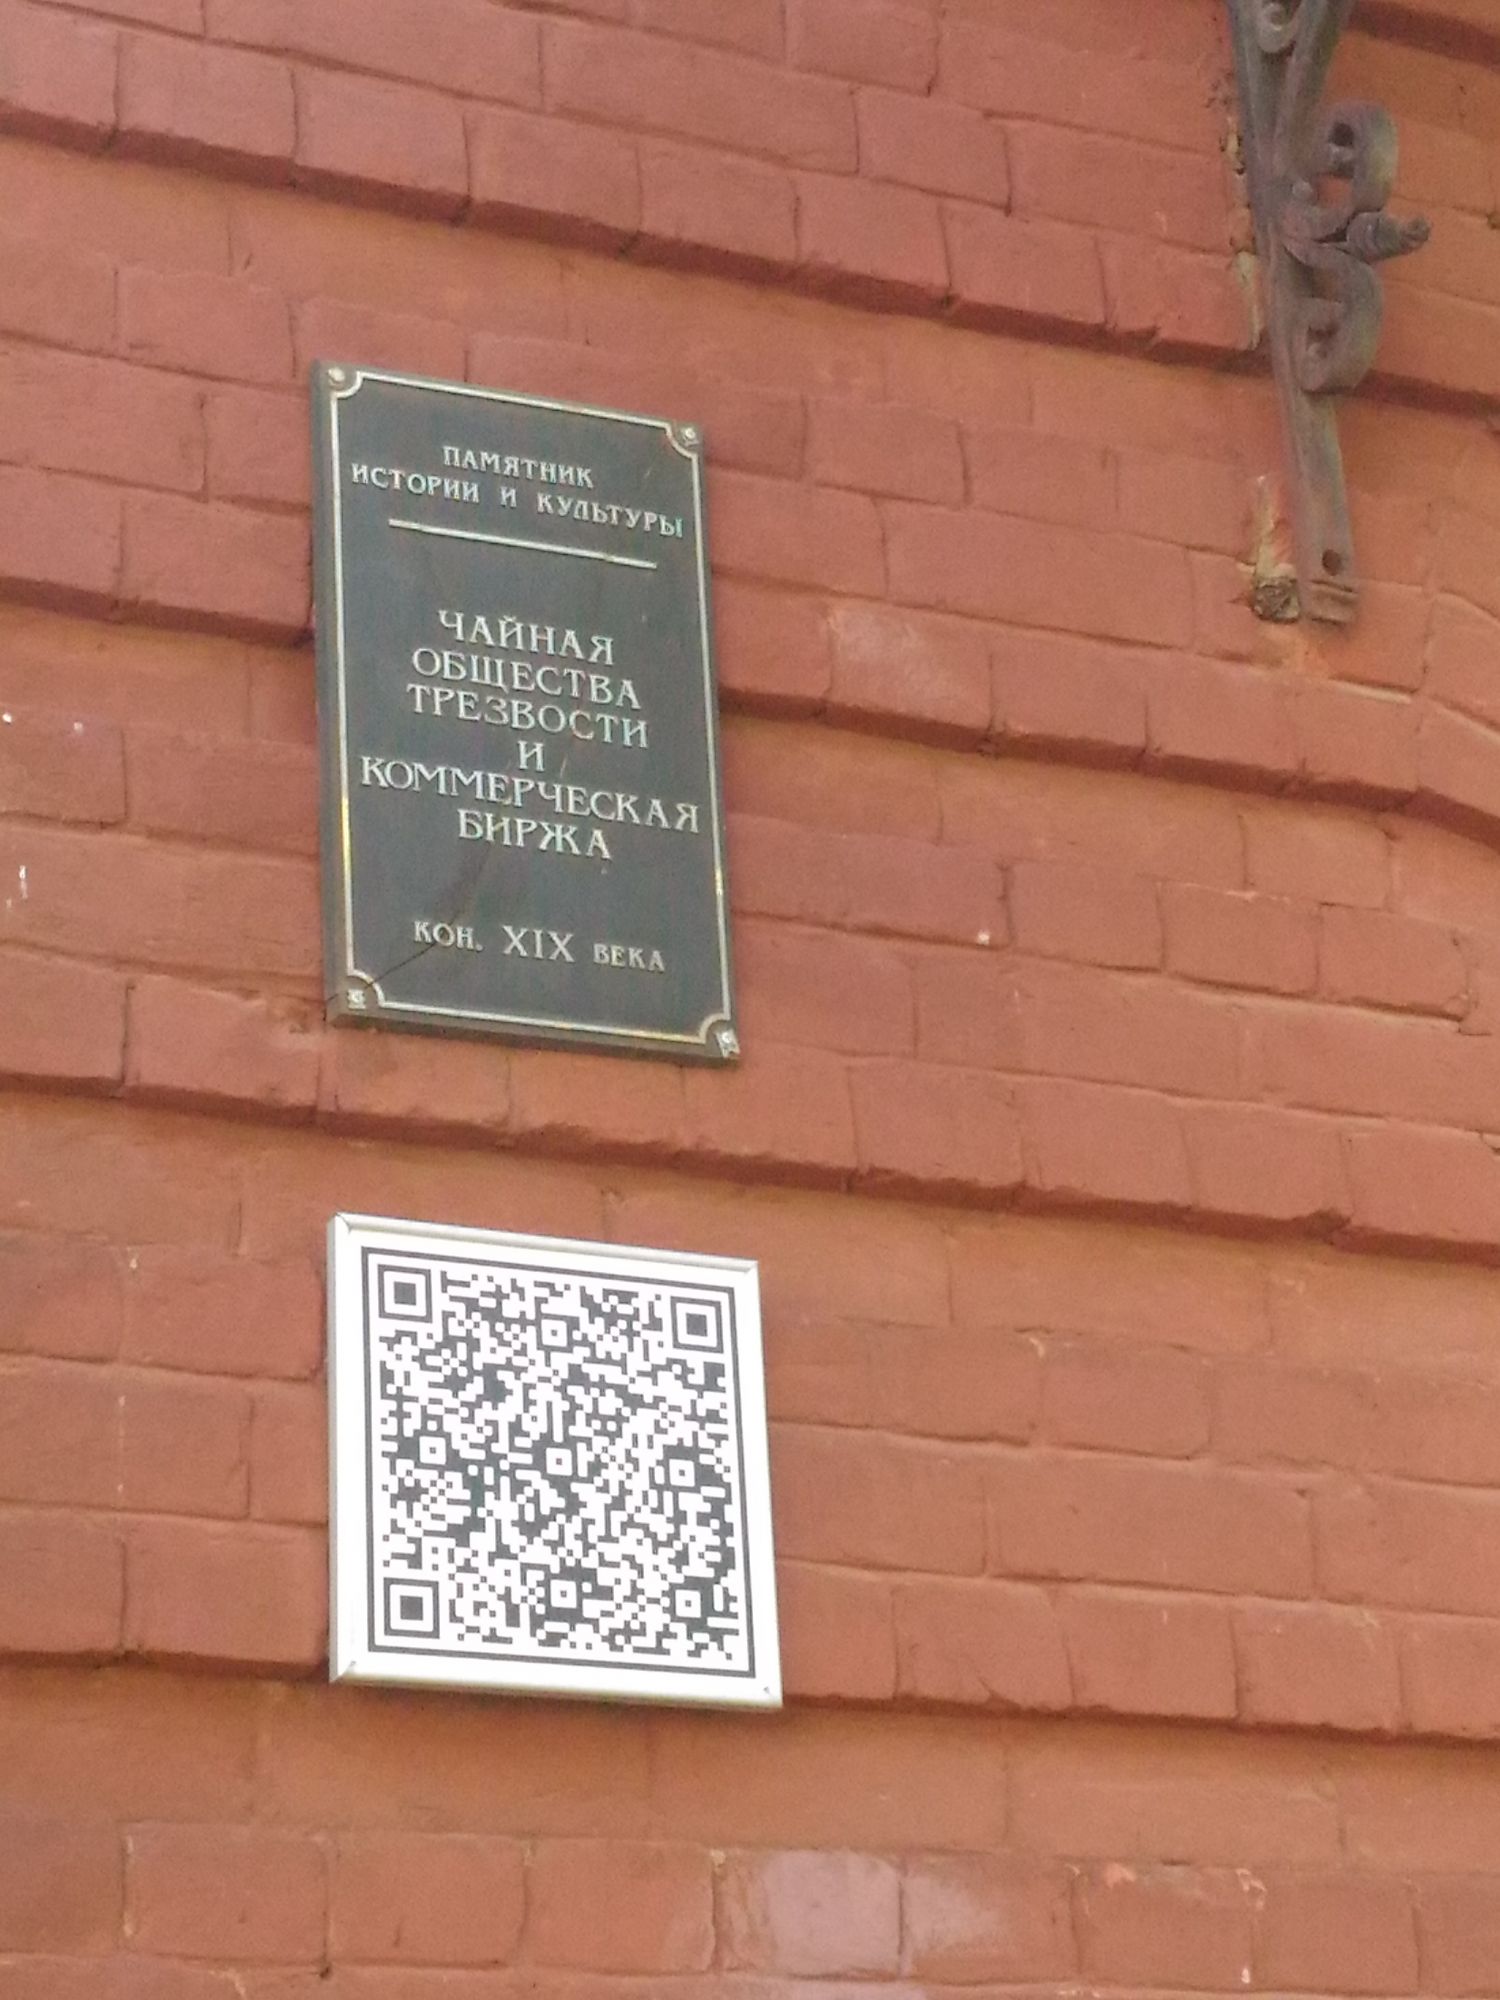 ПАМЯТНИК
ИСТОРИИ И КУЛЬТУРЫ
ЧАЙНАЯ
ОБЩЕСТВА
ТРЕЗВОСТИ
И
КОММЕРЧЕСКАЯ
БИРЖА
КОН. XIX ВЕКА